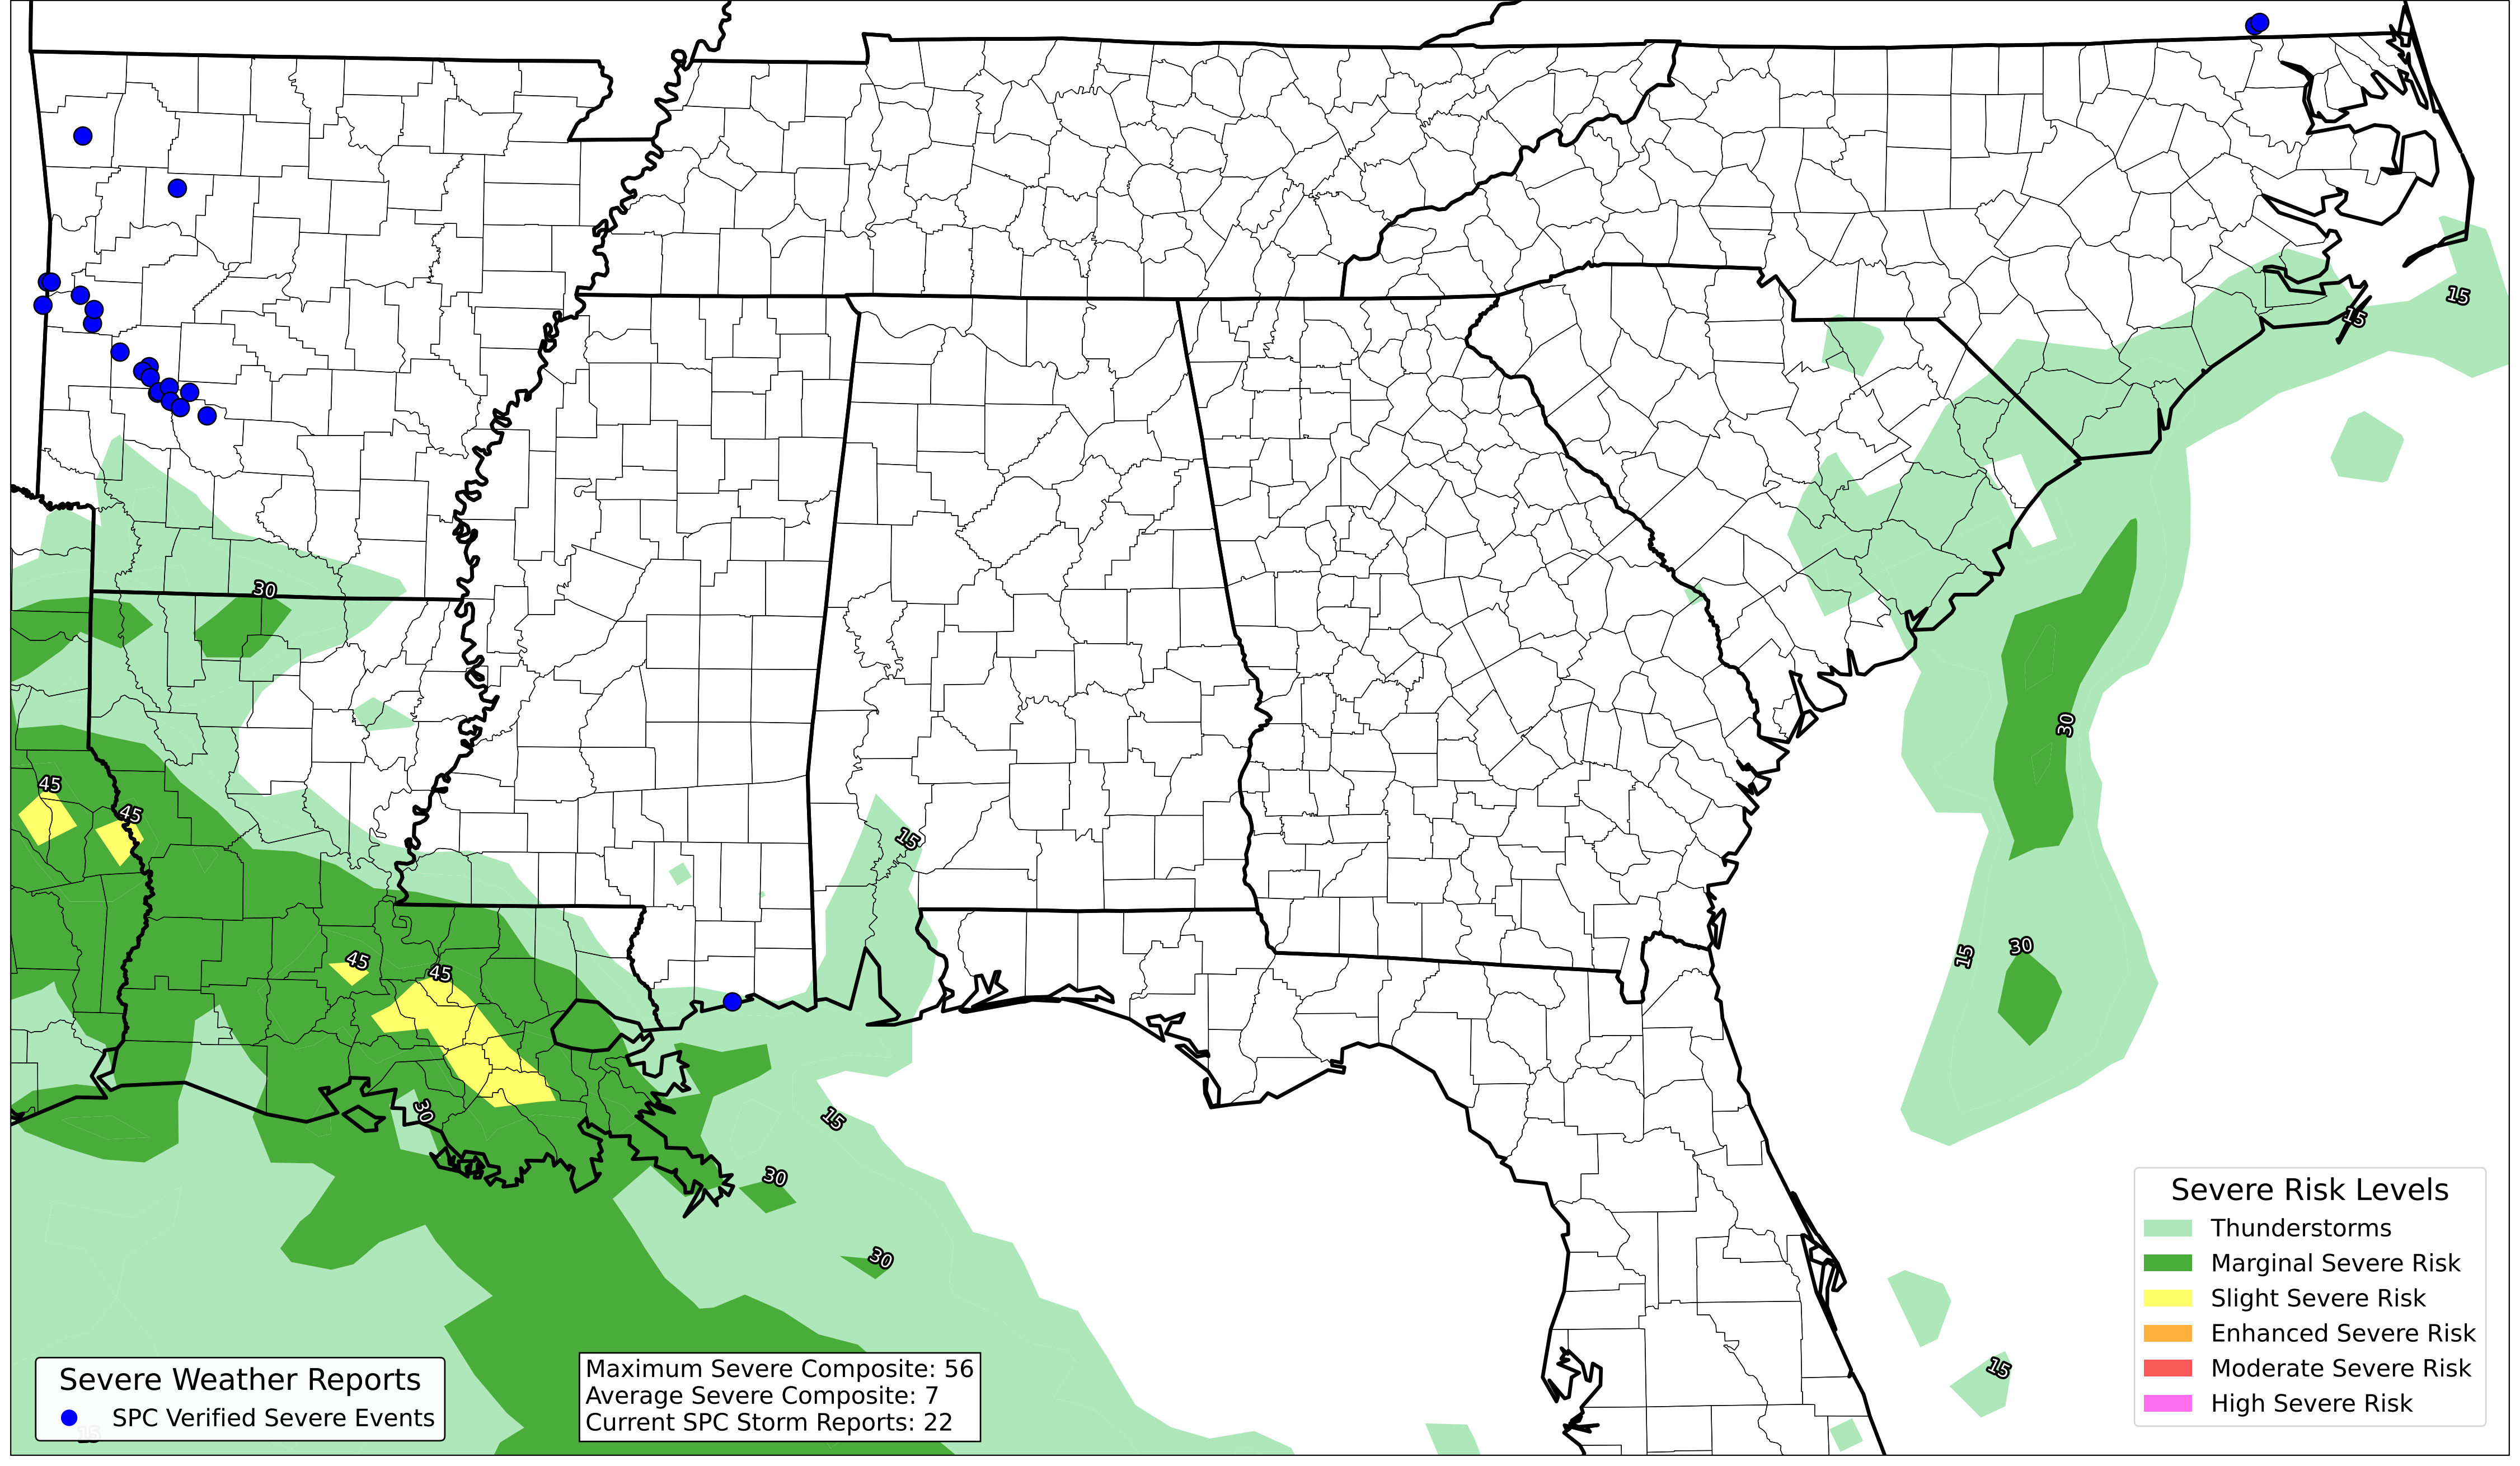 15
15
30
45
45
15
30
45
45
30
15
30
15
30
30
15
Severe Risk Levels
Thunderstorms
Marginal Severe Risk
Slight Severe Risk
Enhanced Severe Risk
Moderate Severe Risk
High Severe Risk
Severe Weather Reports
SPC Verified Severe Events
15
Maximum Severe Composite: 56
Average Severe Composite: 7
Current SPC Storm Reports: 22